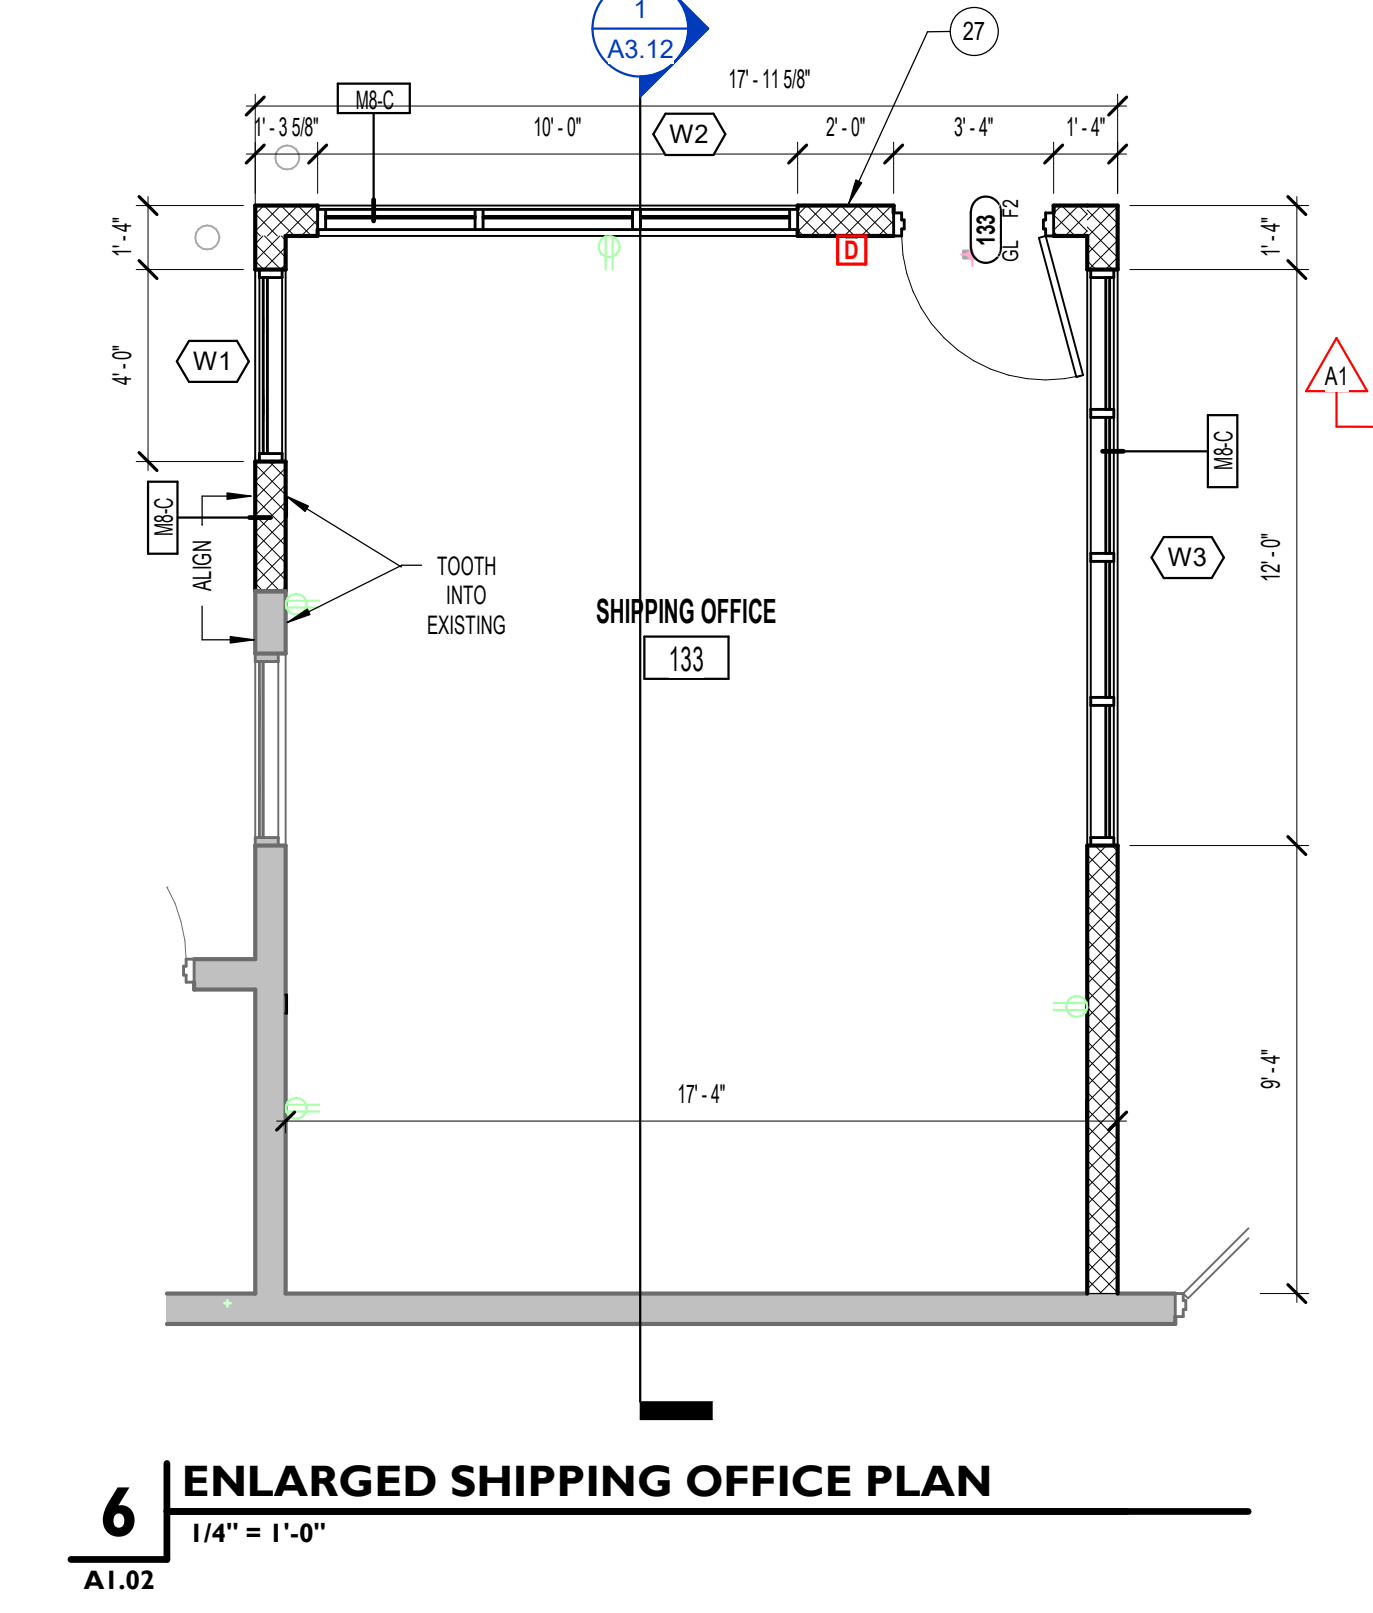 1
A3.12
27
17' - 11 5/8"
M8-C
1' - 3 5/8"
10' - 0"
W2
2' - 0"
3' - 4"
1' - 4"
1' - 4"
133
GL
F2
1' - 4"
D
4' - 0"
W1
A1
M8-C
M8-C
ALIGN
TOOTH
INTO
EXISTING
W3
12' - 0"
SHIPPING OFFICE
133
9' - 4"
17' - 4"
6
ENLARGED SHIPPING OFFICE PLAN
1/4" = 1'-0"
A1.02